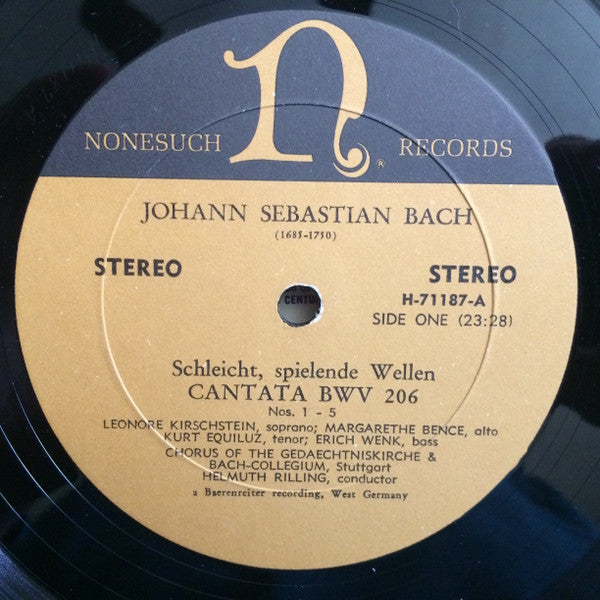 n
NONESUCH RECORDS
®
JOHANN SEBASTIAN BACH
(1685-1750)
STEREO STEREO
H-71187-A
SIDE ONE (23:28)
CENTU
Schleicht, spielende Wellen
CANTATA BWV 206
Nos. 1 - 5
LEONORE KIRSCHSTEIN, soprano; MARGARETHE BENCE, alto
KURT EQUILUZ, tenor; ERICH WENK, bass
CHORUS OF THE GEDAECHTNISKIRCHE &
BACH-COLLEGIUM, Stuttgart
HELMUTH RILLING, conductor
a Baerenreiter recording, West Germany